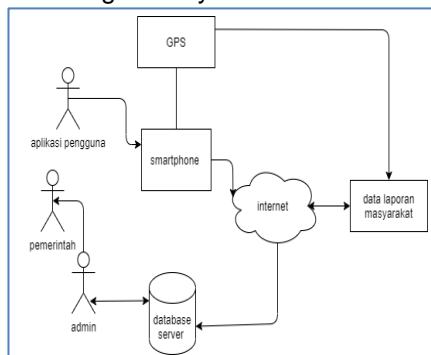 GPS
aplikasi pengguna
smartphone
internet
data laporan
masyarakat
pemerintah
admin
database
server